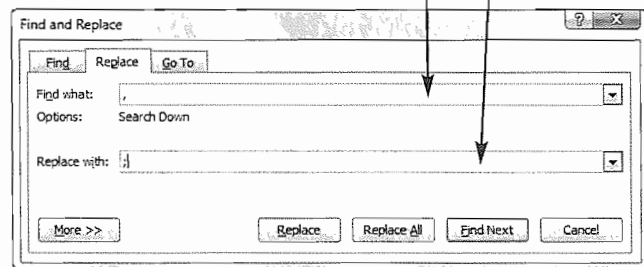 Find and Replace
Find Replace Go To
Find what: ,
Options: Search Down
Replace with: ;
More >> Replace Replace All Find Next Cancel